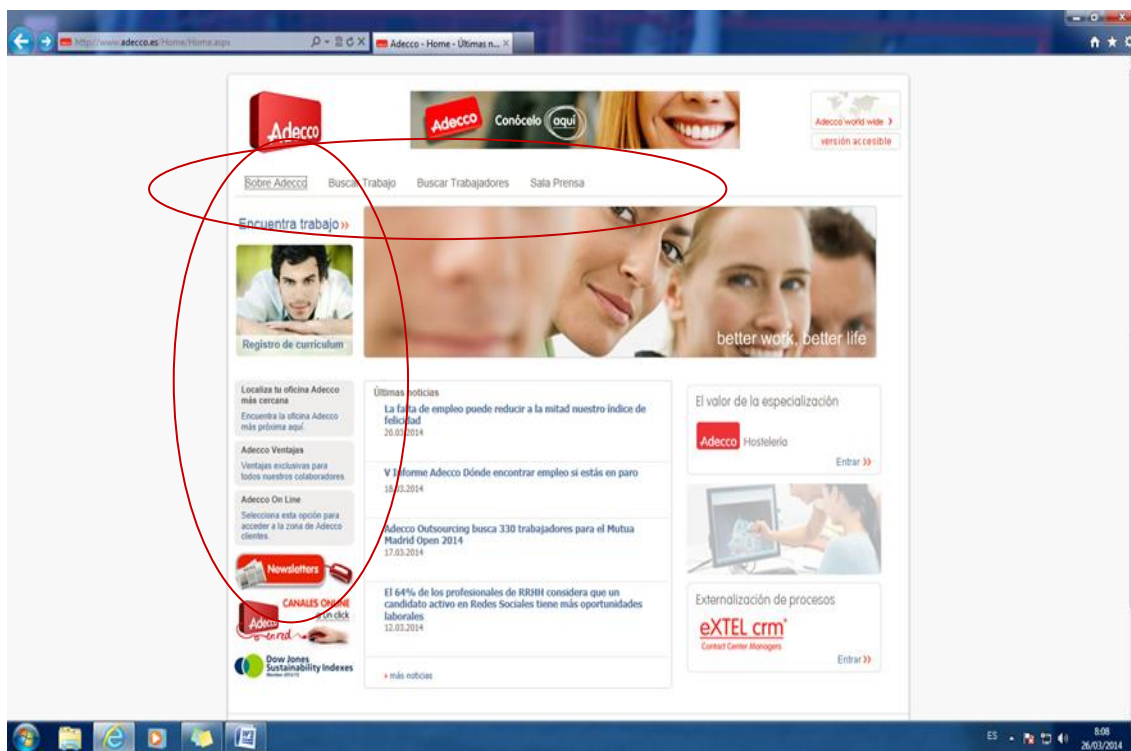 http://www.adecco.es/Home/Home.aspx
Adecco - Home - Últimas n...
Adecco
Adecco Conócelo aquí
Adecco world wide
versión accesible
Sobre Adecco Buscar Trabajo Buscar Trabajadores Sala Prensa
Encuentra trabajo
better work, better life
Registro de curriculum
Localiza tu oficina Adecco
más cercana
Encuentra la oficina Adecco
más próxima aquí.
Adecco Ventajas
Ventajas exclusivas para
todos nuestros colaboradores
Adecco On Line
Selecciona esta opción para
acceder a la zona de Adecco
clientes.
Newsletters
CANALES ONLINE
a un click
Adecco
en red
Dow Jones
Sustainability Indexes
Últimas noticias
La falta de empleo puede reducir a la mitad nuestro índice de
felicidad
26.03.2014
V Informe Adecco Dónde encontrar empleo si estás en paro
18.03.2014
Adecco Outsourcing busca 330 trabajadores para el Mutua
Madrid Open 2014
17.03.2014
El 64% de los profesionales de RRHH considera que un
candidato activo en Redes Sociales tiene más oportunidades
laborales
12.03.2014
más noticias
El valor de la especialización
Adecco Hostelería
Entrar
Externalización de procesos
eXTEL crm
Contact Center Managers
Entrar
ES
8:08
26/03/2014